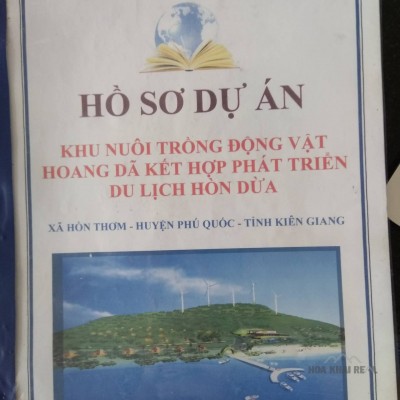 HỒ SƠ DỰ ÁN
KHU NUÔI TRỒNG ĐỘNG VẬT
HOANG DÃ KẾT HỢP PHÁT TRIỂN
DU LỊCH HÒN DỪA
XÃ HÒN THƠM - HUYỆN PHÚ QUỐC - TỈNH KIÊN GIANG